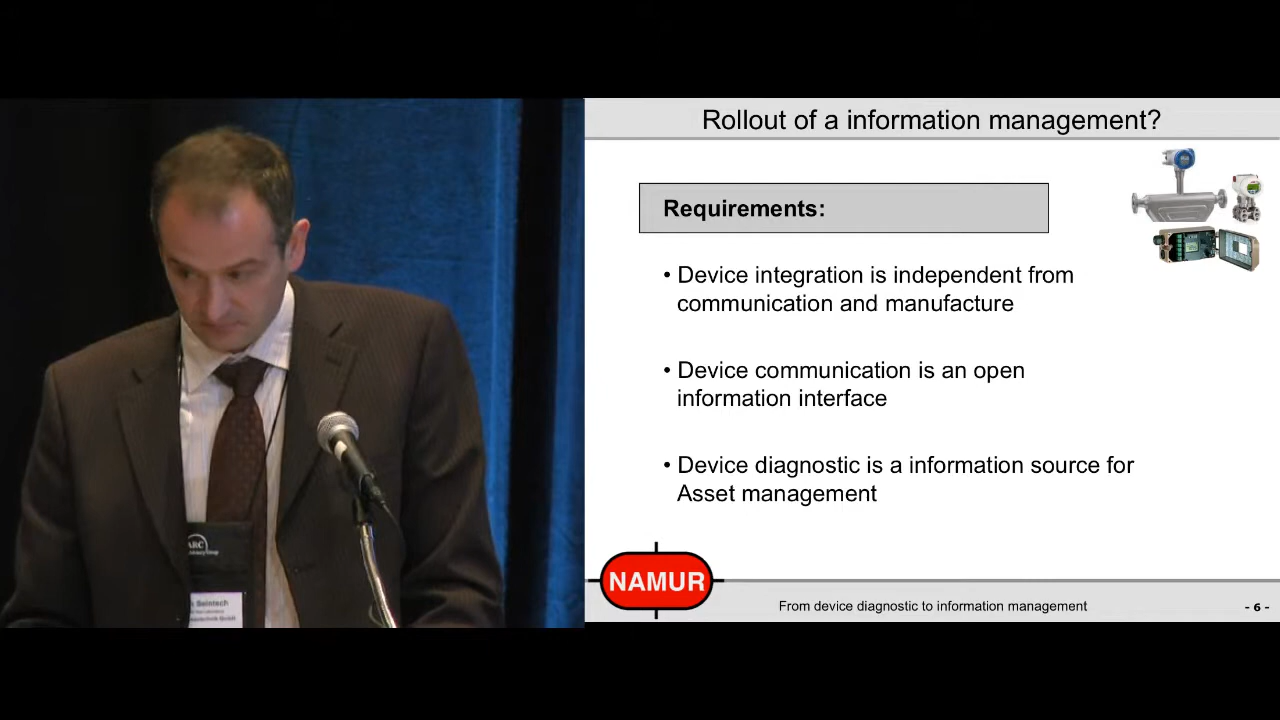 Rollout of a information management?
Requirements:
• Device integration is independent from
communication and manufacture
• Device communication is an open
information interface
• Device diagnostic is a information source for
Asset management
NAMUR
From device diagnostic to information management
- 6 -
ARC